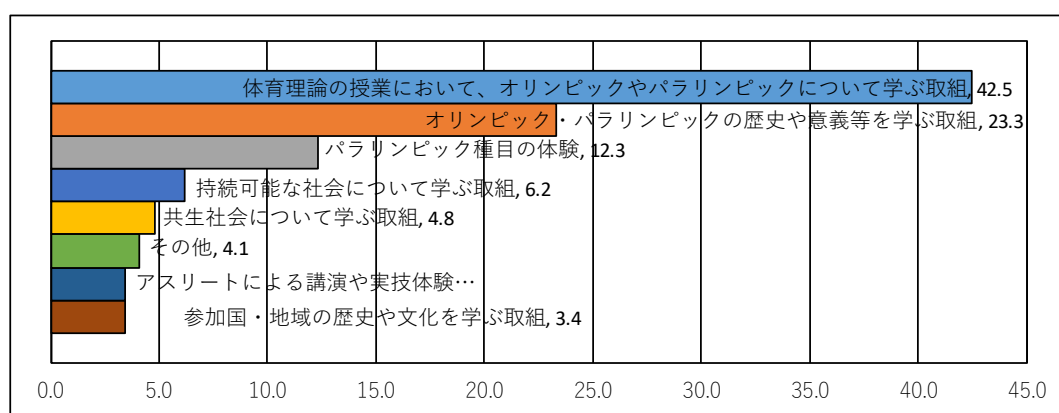 体育理論の授業において、オリンピックやパラリンピックについて学ぶ取組, 42.5
オリンピック・パラリンピックの歴史や意義等を学ぶ取組, 23.3
パラリンピック種目の体験, 12.3
持続可能な社会について学ぶ取組, 6.2
共生社会について学ぶ取組, 4.8
その他, 4.1
アスリートによる講演や実技体験…
参加国・地域の歴史や文化を学ぶ取組, 3.4
0.0 5.0 10.0 15.0 20.0 25.0 30.0 35.0 40.0 45.0